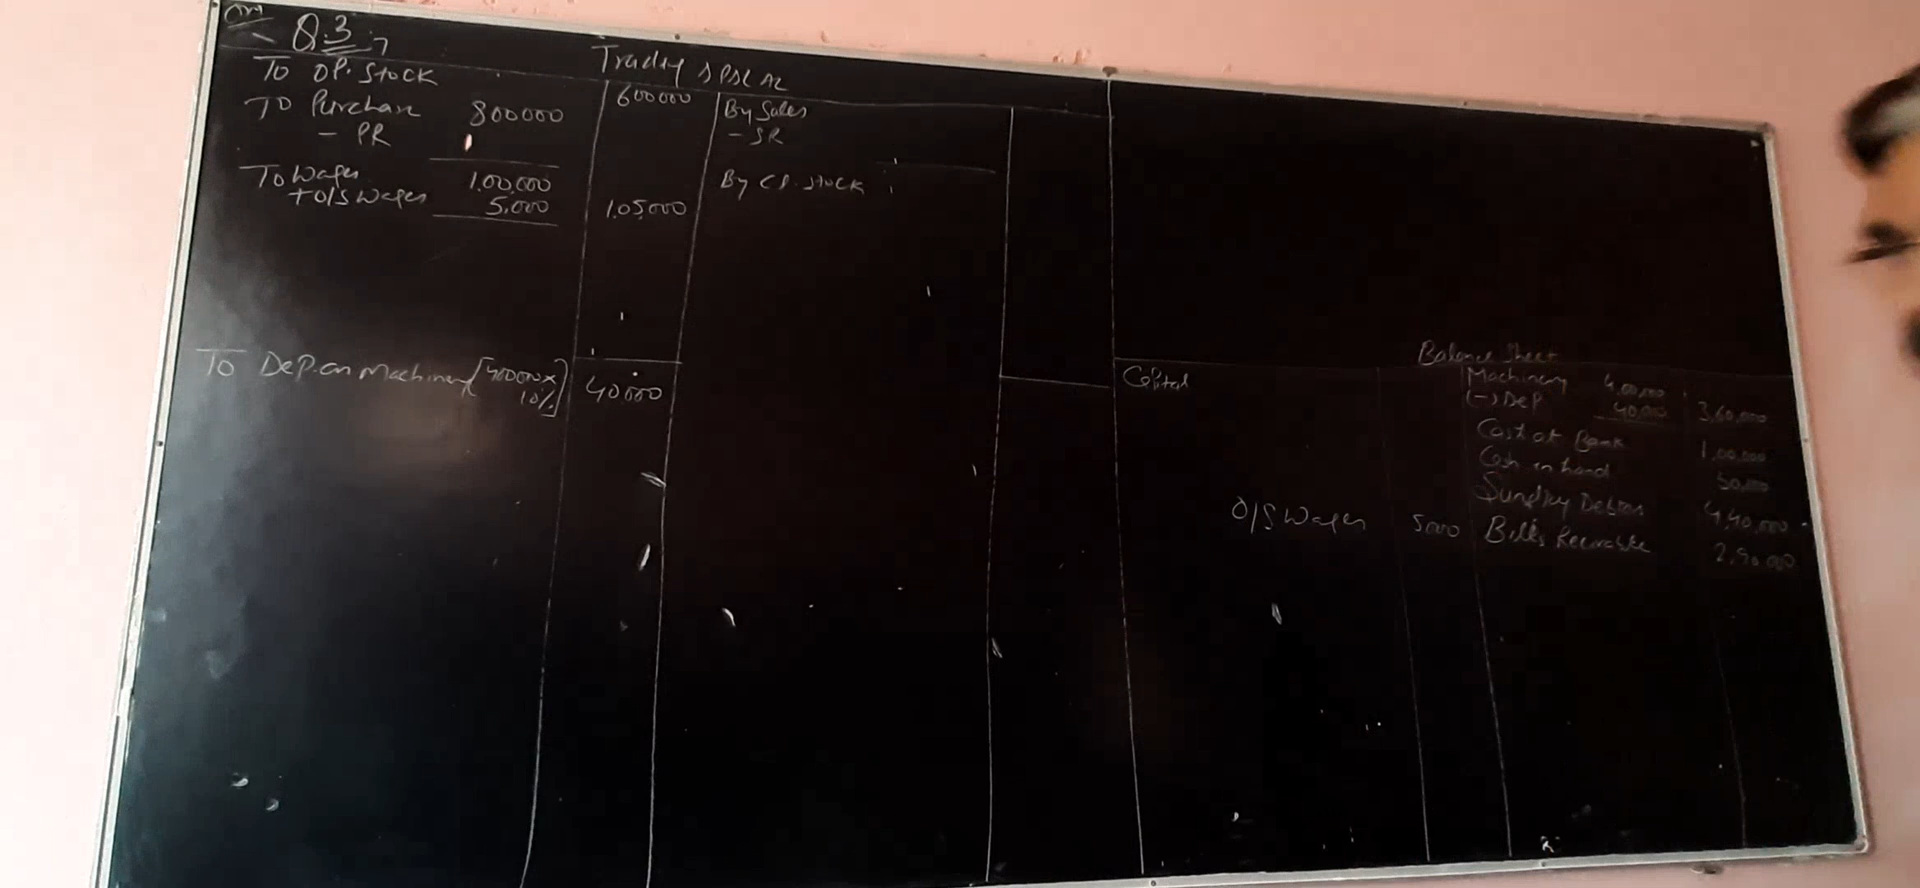 Q.3
Trading & P&L A/c
To OP. Stock 600000
To Purchase 800000
- PR
To Wages 1,00,000
+ O/S Wages 5,000 1,05,000
By Sales
- SR
By Cl. Stock
To Dep. on Machinery [400000x 10%] 40,000
Balance Sheet
Capital
O/S Wages 5000
Machinery 4,00,000
(-) Dep 40,000 3,60,000
Cash at Bank 1,00,000
Cash in hand 50,000
Sundry Debtors 4,40,000
Bills Receivable 2,90,000